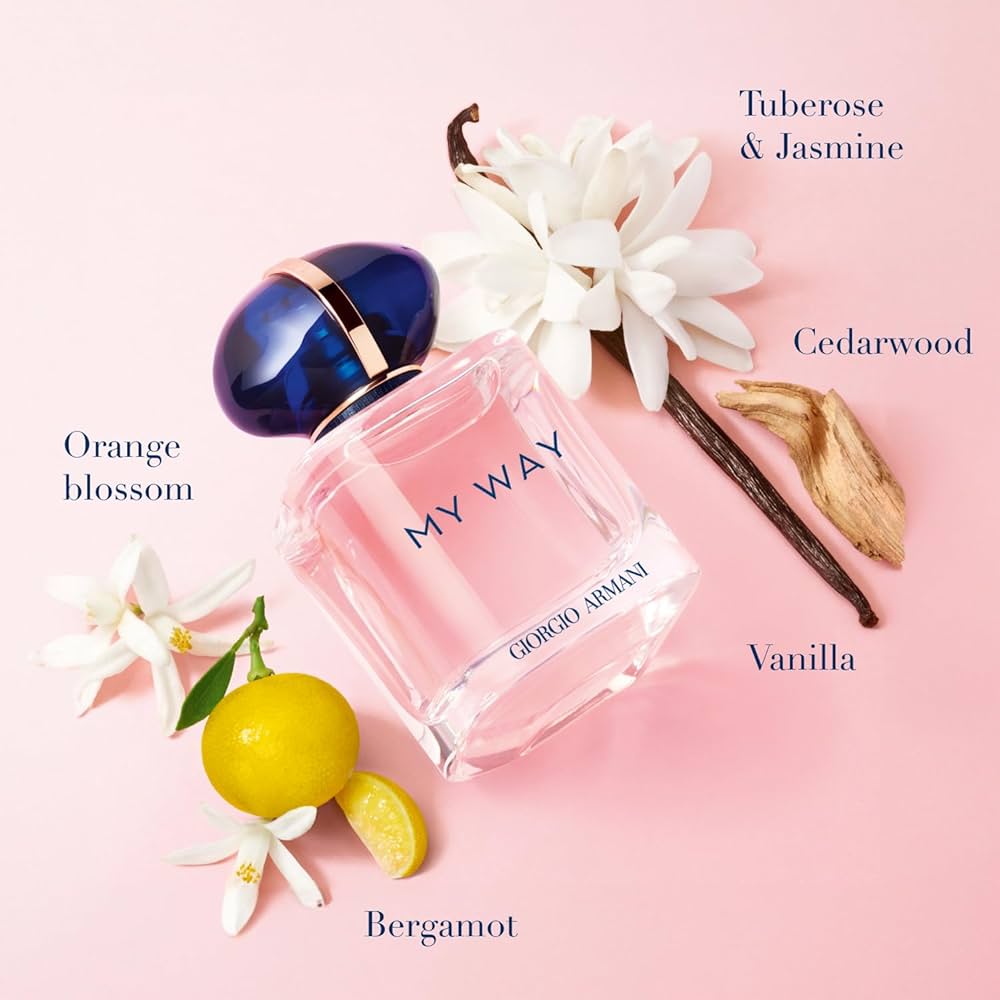 Tuberose
& Jasmine
Cedarwood
Orange
blossom
MY WAY
GIORGIO ARMANI
Vanilla
Bergamot